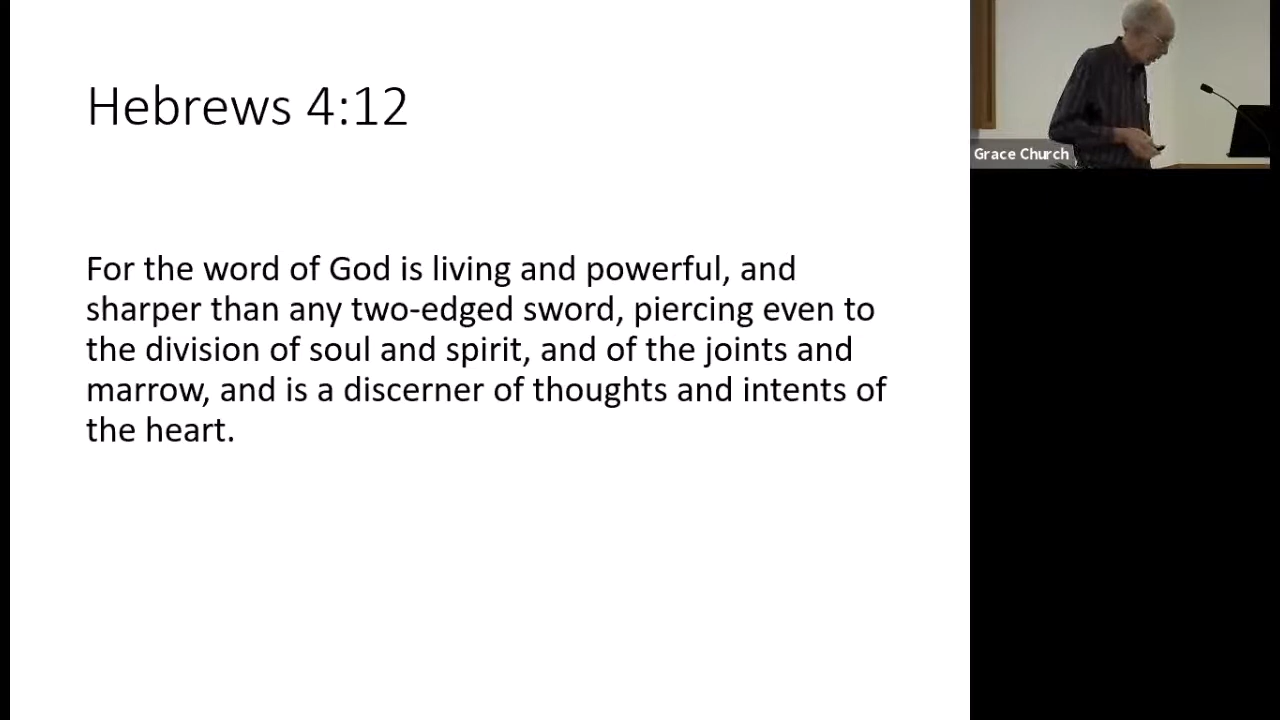 Hebrews 4:12
For the word of God is living and powerful, and
sharper than any two-edged sword, piercing even to
the division of soul and spirit, and of the joints and
marrow, and is a discerner of thoughts and intents of
the heart.
Grace Church